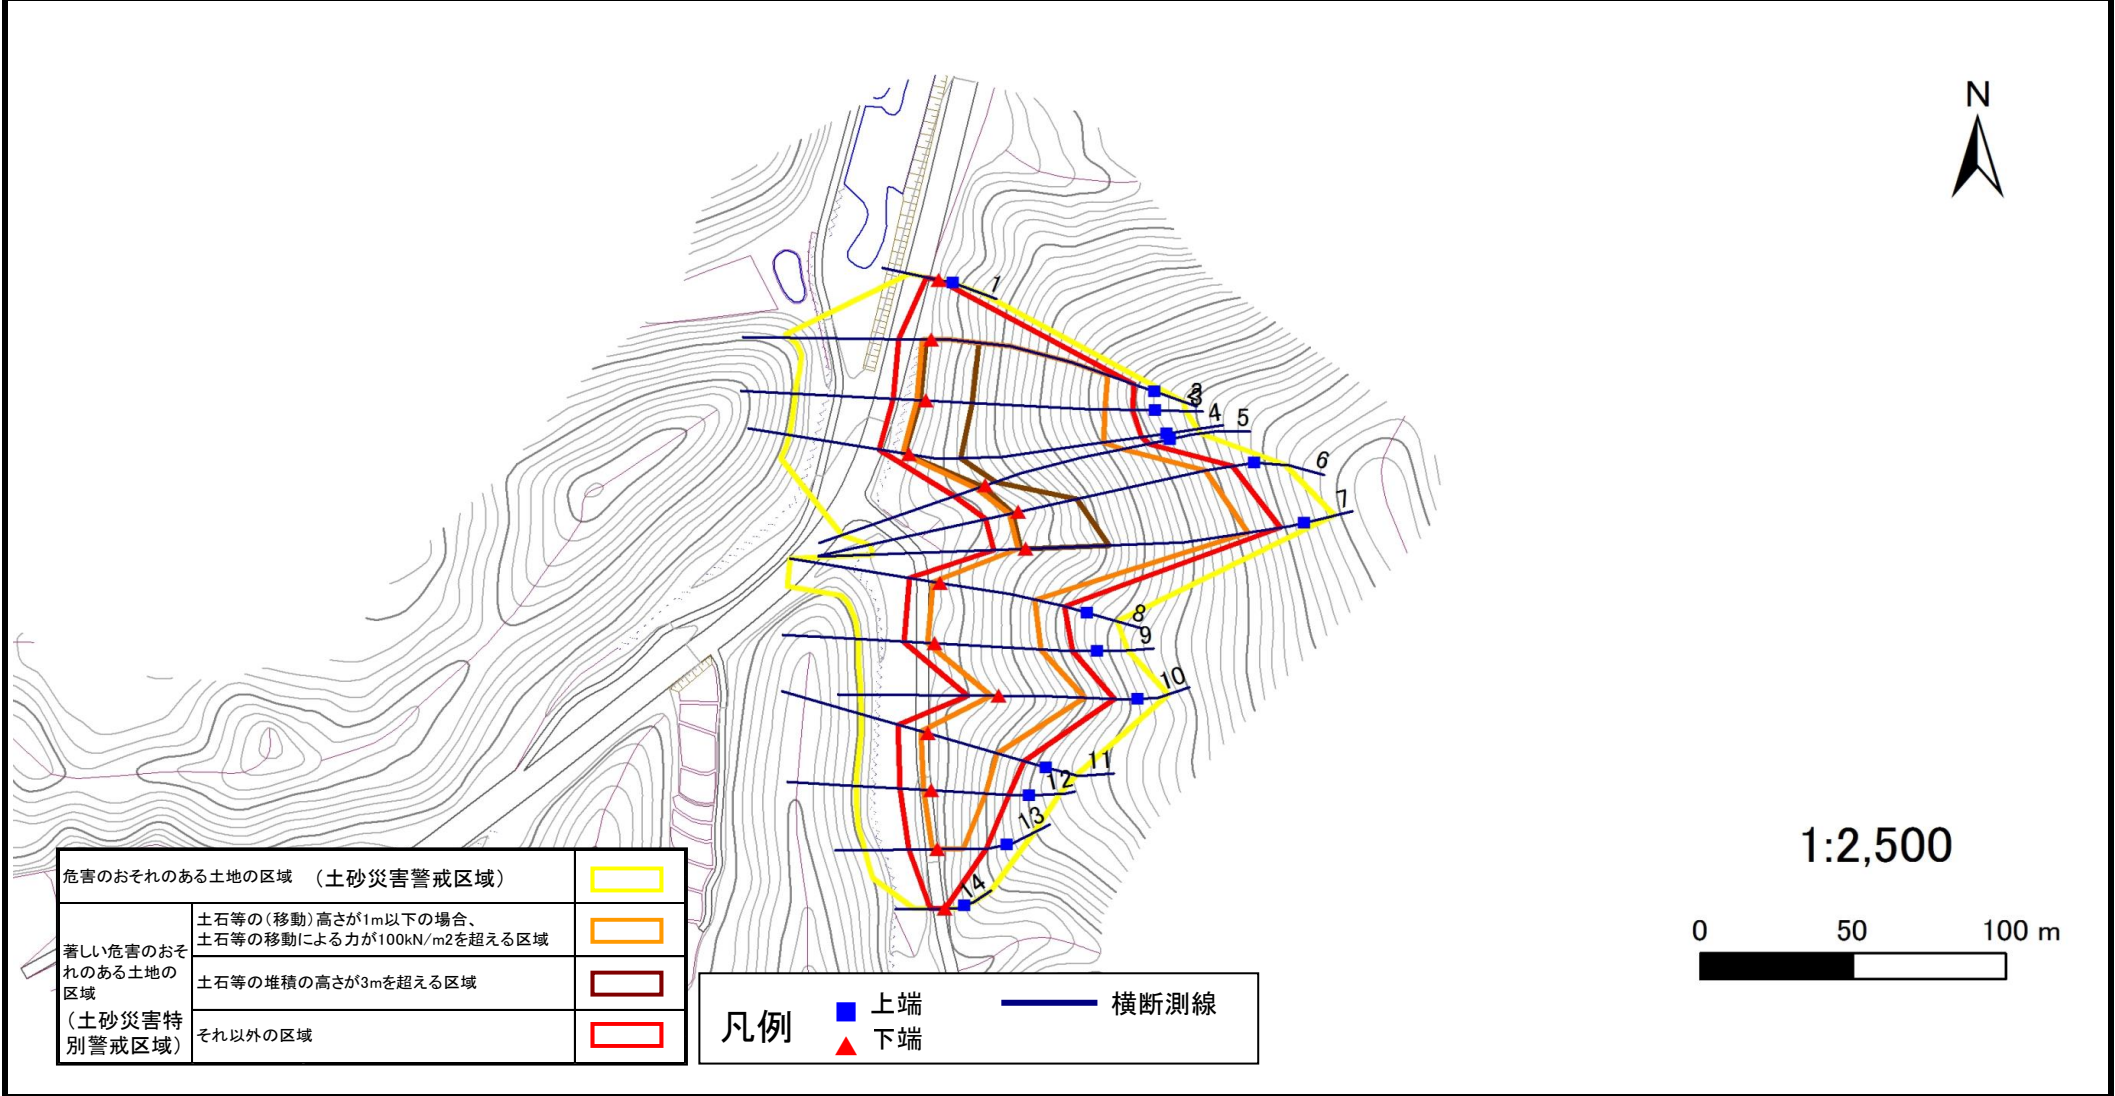 N
1
2
3
4
5
6
7
8
9
10
11
12
13
14
1:2,500
0 50 100 m
危害のおそれのある土地の区域 （土砂災害警戒区域）
著しい危害のおそ
れのある土地の
区域
（土砂災害特
別警戒区域）
土石等の（移動）高さが1m以下の場合、
土石等の移動による力が100kN/m2を超える区域
土石等の堆積の高さが3mを超える区域
それ以外の区域
凡例
上端
下端
横断測線